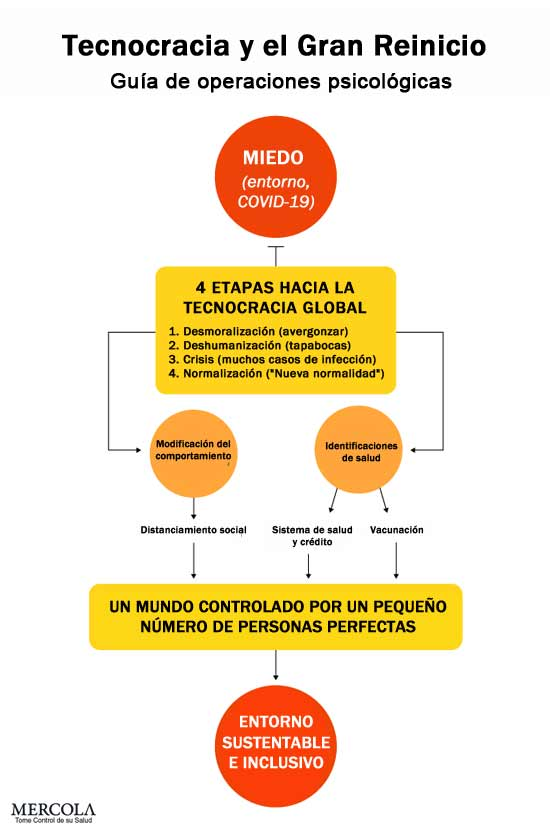 Tecnocracia y el Gran Reinicio
Guía de operaciones psicológicas
MIEDO
(entorno,
COVID-19)
4 ETAPAS HACIA LA
TECNOCRACIA GLOBAL
1. Desmoralización (avergonzar)
2. Deshumanización (tapabocas)
3. Crisis (muchos casos de infección)
4. Normalización ("Nueva normalidad")
Modificación del
comportamiento
Identificaciones
de salud
Distanciamiento social
Sistema de salud
y crédito
Vacunación
UN MUNDO CONTROLADO POR UN PEQUEÑO
NÚMERO DE PERSONAS PERFECTAS
ENTORNO
SUSTENTABLE
E INCLUSIVO
MERCOLA
Tome Control de su Salud